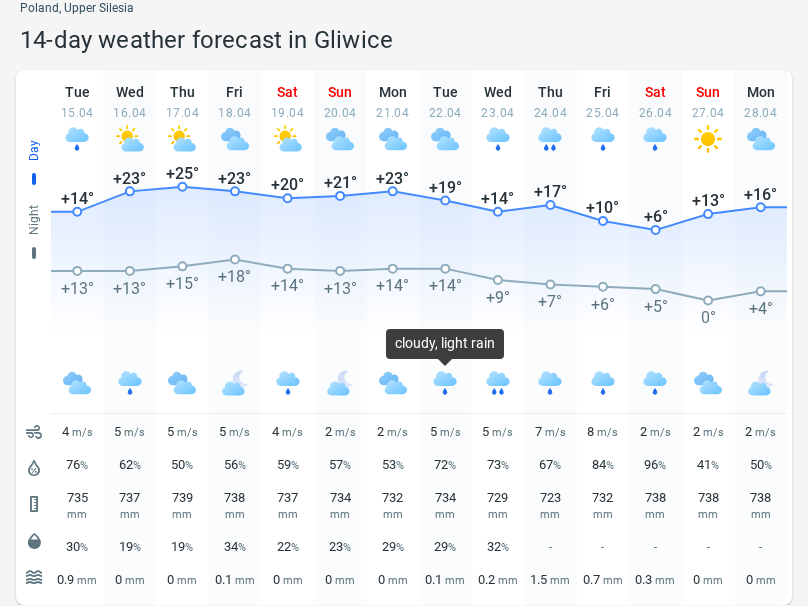 Poland, Upper Silesia
14-day weather forecast in Gliwice
Tue Wed Thu Fri Sat Sun Mon Tue Wed Thu Fri Sat Sun Mon
15.04 16.04 17.04 18.04 19.04 20.04 21.04 22.04 23.04 24.04 25.04 26.04 27.04 28.04
Day
+14° +23° +25° +23° +20° +21° +23° +19° +14° +17° +10° +6° +13° +16°
Night
+13° +13° +15° +18° +14° +13° +14° +14° +9° +7° +6° +5° 0° +4°
cloudy, light rain
4 m/s 5 m/s 5 m/s 5 m/s 4 m/s 2 m/s 2 m/s 5 m/s 5 m/s 7 m/s 8 m/s 2 m/s 2 m/s 2 m/s
76% 62% 50% 56% 59% 57% 53% 72% 73% 67% 84% 96% 41% 50%
735 737 739 738 737 734 732 734 729 723 732 738 738 738
mm mm mm mm mm mm mm mm mm mm mm mm mm mm
30% 19% 19% 34% 22% 23% 29% 29% 32% - - - - -
0.9 mm 0 mm 0 mm 0.1 mm 0 mm 0 mm 0 mm 0.1 mm 0.2 mm 1.5 mm 0.7 mm 0.3 mm 0 mm 0 mm